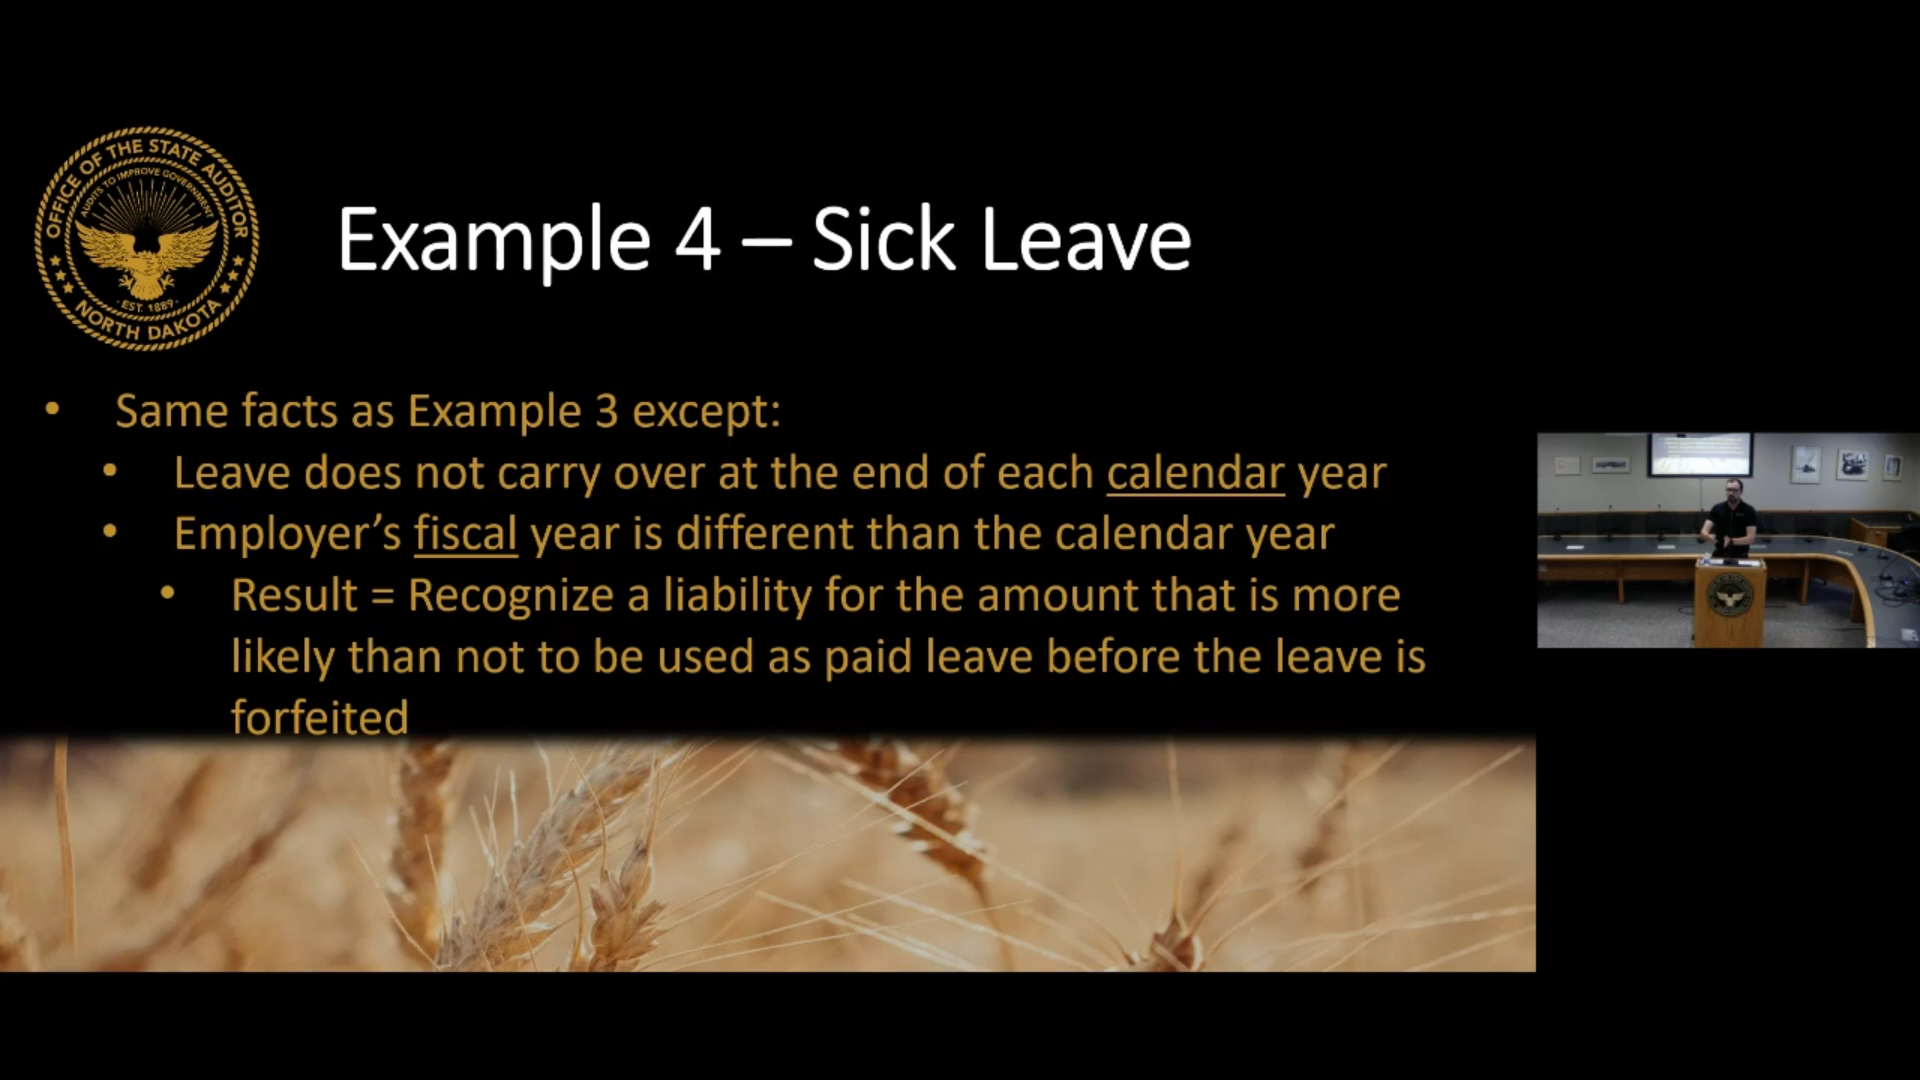 OFFICE OF THE STATE AUDITOR
AUDITS TO IMPROVE GOVERNMENT
· EST. 1889 ·
NORTH DAKOTA
Example 4 – Sick Leave
• Same facts as Example 3 except:
• Leave does not carry over at the end of each calendar year
• Employer’s fiscal year is different than the calendar year
• Result = Recognize a liability for the amount that is more
likely than not to be used as paid leave before the leave is
forfeited